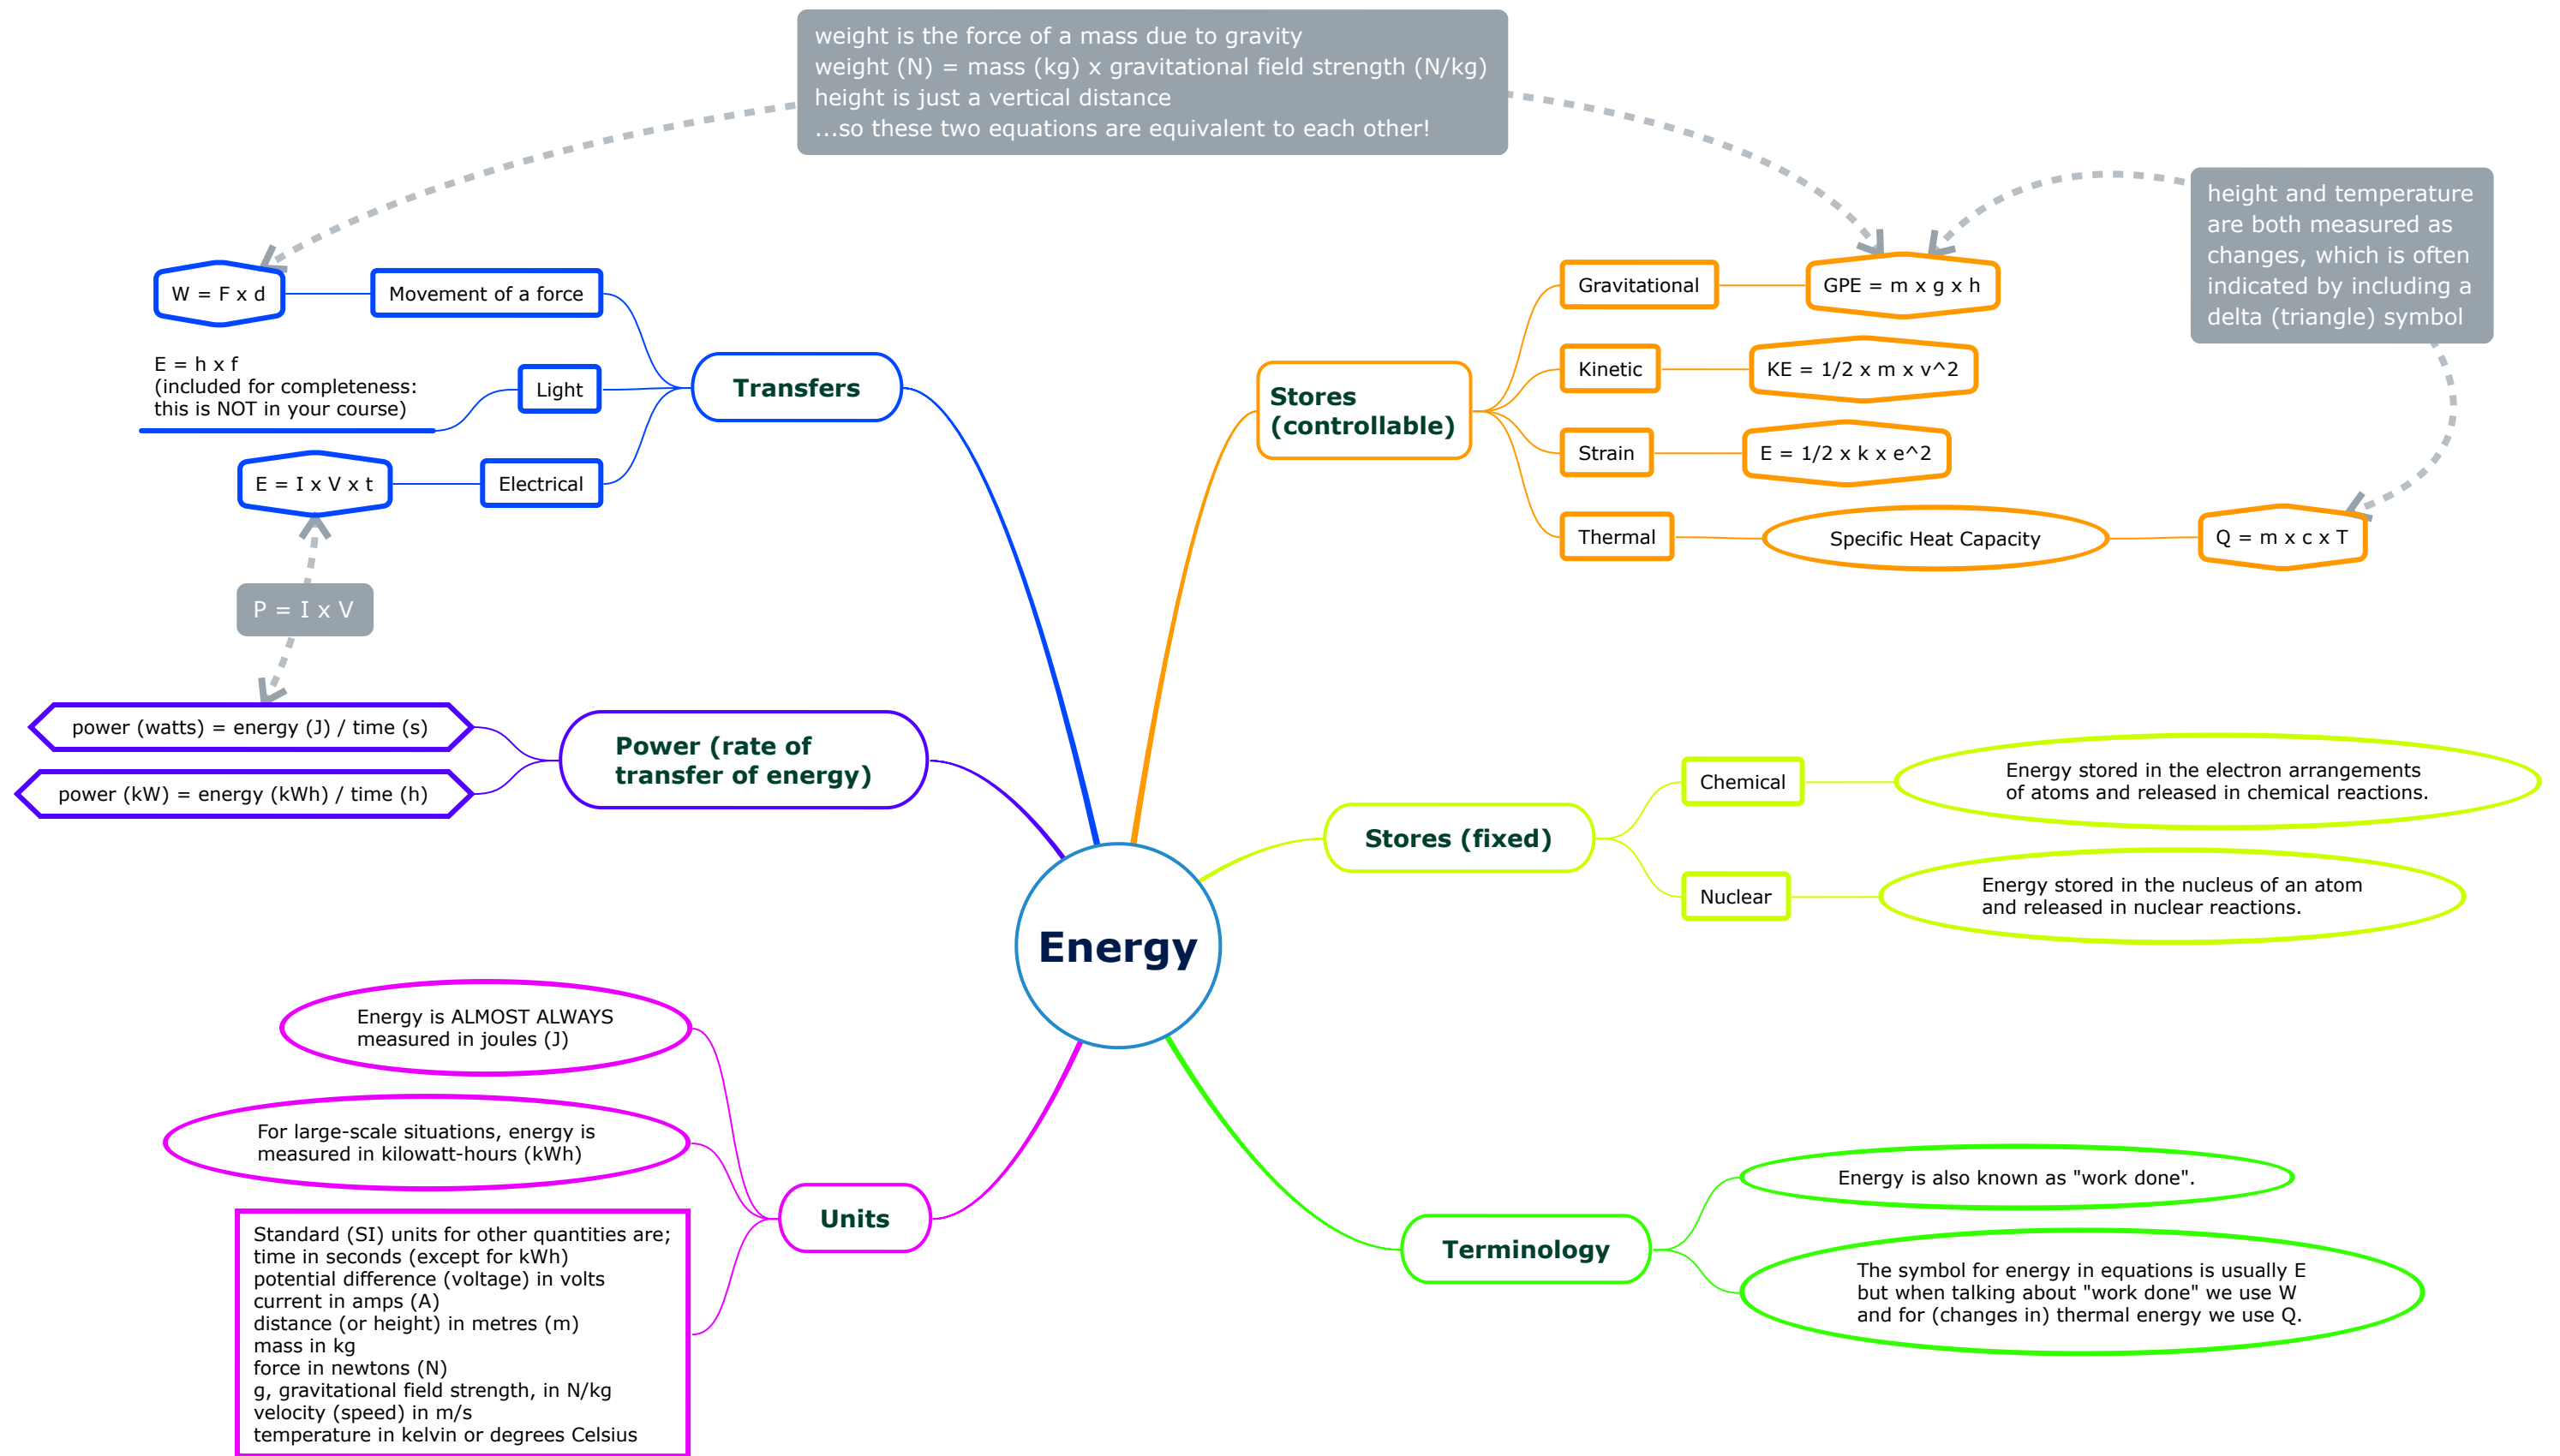 weight is the force of a mass due to gravity
weight (N) = mass (kg) x gravitational field strength (N/kg)
height is just a vertical distance
...so these two equations are equivalent to each other!
height and temperature
are both measured as
changes, which is often
indicated by including a
delta (triangle) symbol
W = F x d
Movement of a force
E = h x f
(included for completeness:
this is NOT in your course)
Light
Transfers
E = I x V x t
Electrical
P = I x V
Stores
(controllable)
Gravitational
GPE = m x g x h
Kinetic
KE = 1/2 x m x v^2
Strain
E = 1/2 x k x e^2
Thermal
Specific Heat Capacity
Q = m x c x T
power (watts) = energy (J) / time (s)
power (kW) = energy (kWh) / time (h)
Power (rate of
transfer of energy)
Stores (fixed)
Chemical
Energy stored in the electron arrangements
of atoms and released in chemical reactions.
Nuclear
Energy stored in the nucleus of an atom
and released in nuclear reactions.
Energy
Energy is ALMOST ALWAYS
measured in joules (J)
For large-scale situations, energy is
measured in kilowatt-hours (kWh)
Units
Standard (SI) units for other quantities are;
time in seconds (except for kWh)
potential difference (voltage) in volts
current in amps (A)
distance (or height) in metres (m)
mass in kg
force in newtons (N)
g, gravitational field strength, in N/kg
velocity (speed) in m/s
temperature in kelvin or degrees Celsius
Terminology
Energy is also known as "work done".
The symbol for energy in equations is usually E
but when talking about "work done" we use W
and for (changes in) thermal energy we use Q.